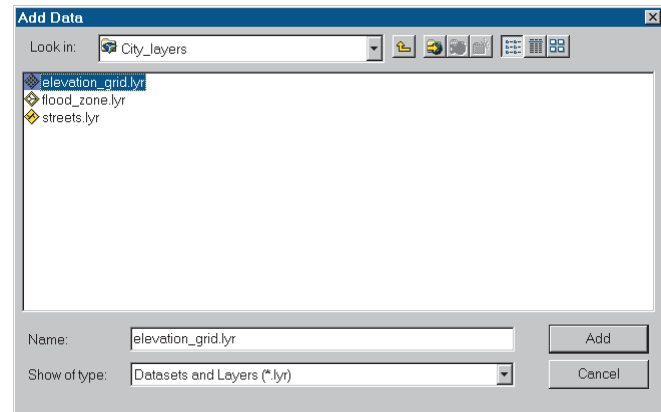 Add Data
Look in: City_layers
elevation_grid.lyr
flood_zone.lyr
streets.lyr
Name: elevation_grid.lyr Add
Show of type: Datasets and Layers (*.lyr) Cancel